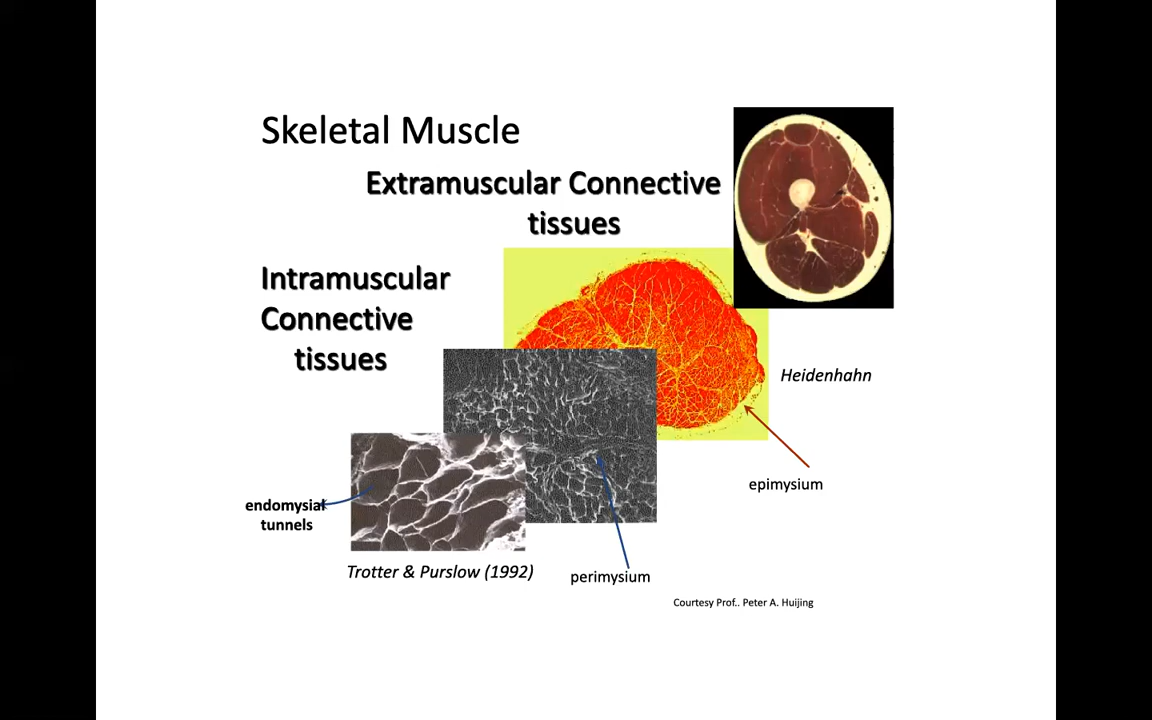 Skeletal Muscle
Extramuscular Connective
tissues
Intramuscular
Connective
tissues
Heidenhahn
epimysium
endomysial
tunnels
Trotter & Purslow (1992)
perimysium
Courtesy Prof.. Peter A. Huijing